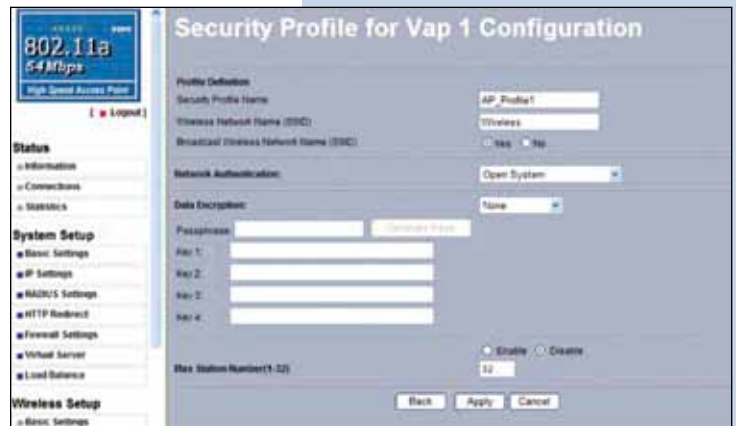 802.11a
54Mbps
High Speed Access Point
[ Logout ]
Status
Information
Connections
Statistics
System Setup
Basic Settings
IP Settings
RADIUS Settings
HTTP Redirect
Firewall Settings
Virtual Server
Load Balance
Wireless Setup
Basic Settings
Security Profile for Vap 1 Configuration
Profile Definition
Security Profile Name AP_Profile1
Wireless Network Name (SSID) Wireless
Broadcast Wireless Network Name (SSID) Yes No
Network Authentication: Open System
Data Encryption: None
Passphrase: Generate Keys
Key 1:
Key 2:
Key 3:
Key 4:
Enable Disable
Max Station Number(1-32) 32
Back Apply Cancel